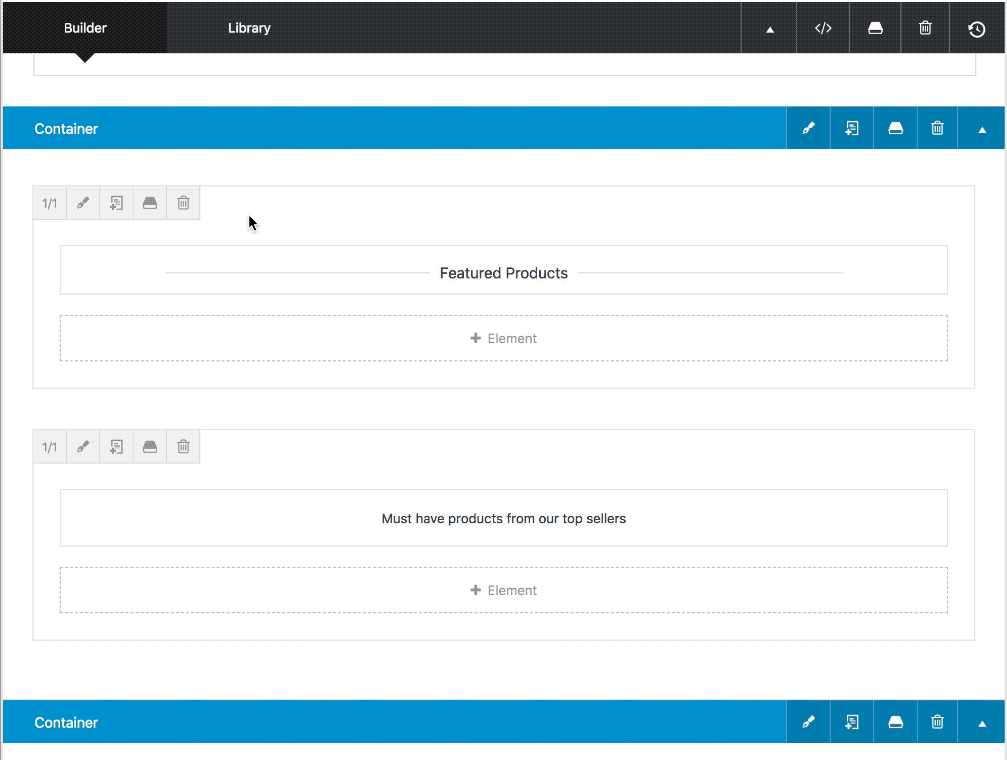 Builder Library </>
Container
1/1
Featured Products
+ Element
1/1
Must have products from our top sellers
+ Element
Container